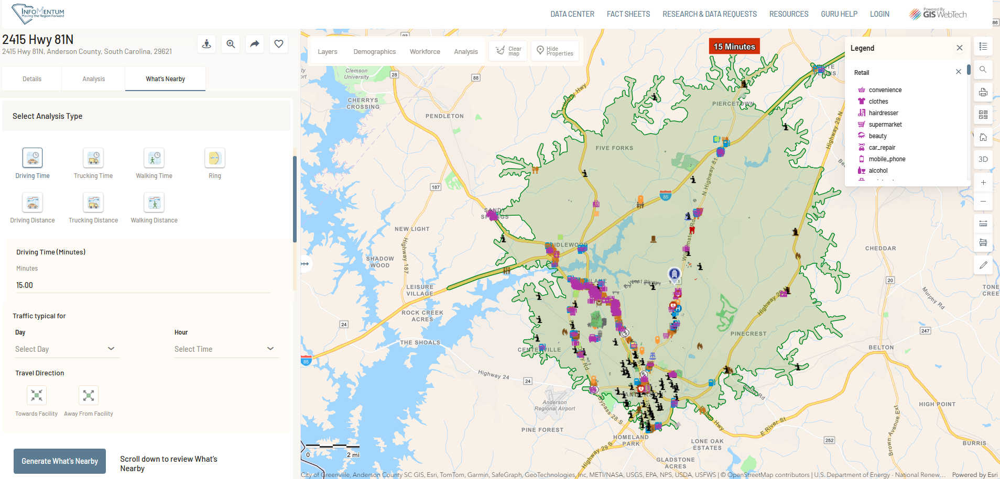 INFOMENTUM
Moving the Region Forward
DATA CENTER
FACT SHEETS
RESEARCH & DATA REQUESTS
RESOURCES
GURU HELP
LOGIN
Powered By
GIS WebTech
2415 Hwy 81N
2415 Hwy 81N, Anderson County, South Carolina, 29621
Details
Analysis
What's Nearby
Select Analysis Type
Driving Time
Trucking Time
Walking Time
Ring
Driving Distance
Trucking Distance
Walking Distance
Driving Time (Minutes)
Minutes
15.00
Traffic typical for
Day
Hour
Select Day
Select Time
Travel Direction
Towards Facility
Away From Facility
Generate What's Nearby
Scroll down to review What's
Nearby
Layers
Demographics
Workforce
Analysis
Clear
map
Hide
Properties
15 Minutes
Legend
Retail
convenience
clothes
hairdresser
supermarket
beauty
car_repair
mobile_phone
alcohol
3D
86
Clemson
University
28
88
CHERRYS
CROSSING
PENDLETON
PIERCETOWN
FIVE FORKS
Highway 29 N
N Highway 81
187
85
SANDY
SPRINGS
NEW LIGHT
Highway 187
SHADOW
WOOD
CHEDDAR
LEISURE
VILLAGE
E West Pkwy
20
TONE
CREE
Murphy Rd
ROCK CREEK
ACRES
24
THE SHOALS
CENTERVILLE
PINECREST
247
BELTON
85
Highway 24
24
Anderson
Regional Airport
HIGH POINT
Bypass 28 S
PINE FOREST
HOMELAND
PARK
E River St
252
LONE OAK
ESTATES
Brown Avenue Ext
BURRIS
Highway 29 S
GLADSTONE
ACRES
0
2 mi
City of Greenville, Anderson County SC GIS, Esri, TomTom, Garmin, SafeGraph, GeoTechnologies, Inc, METI/NASA, USGS, EPA, NPS, USDA, USFWS | © OpenStreetMap contributors | U.S. Department of Energy - National Renew...
Powered by Esri